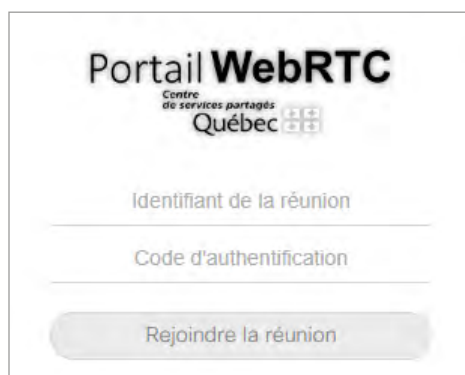 Portail WebRTC
Centre
de services partagés
Québec
Identifiant de la réunion
Code d'authentification
Rejoindre la réunion